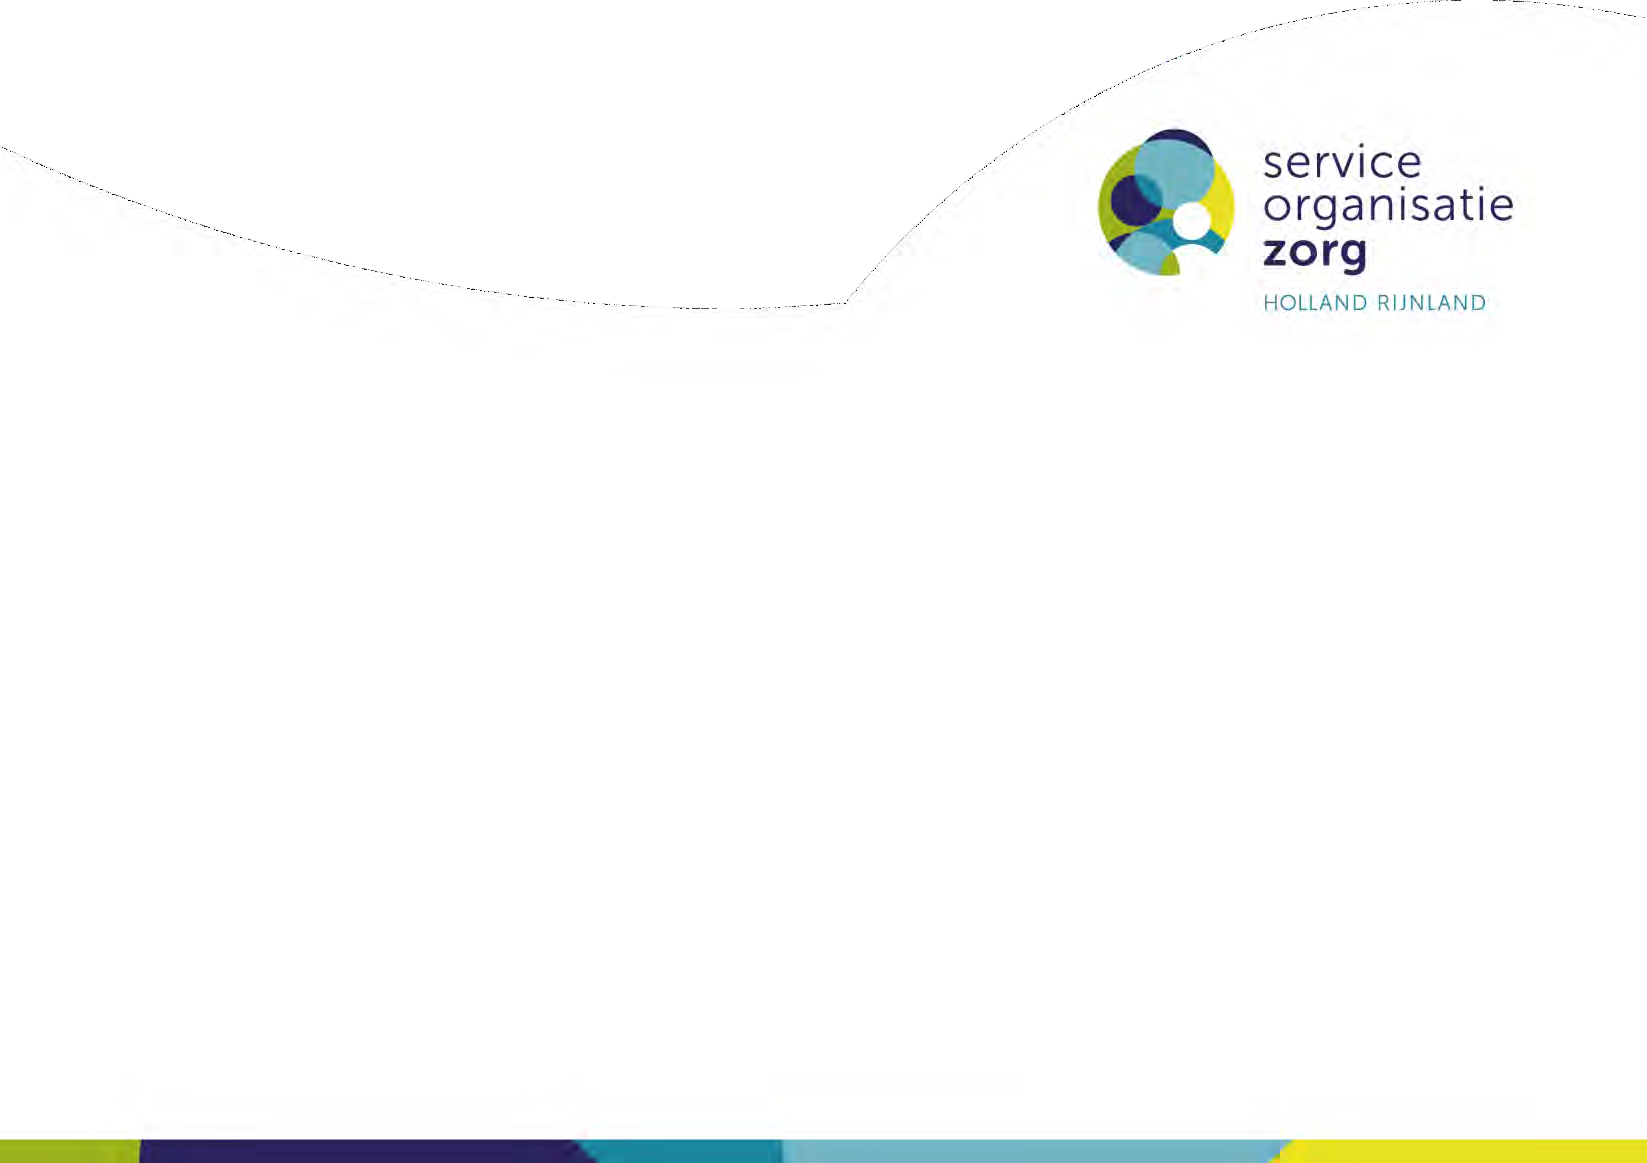 service
organisatie
zorg
HOLLAND RIJNLAND